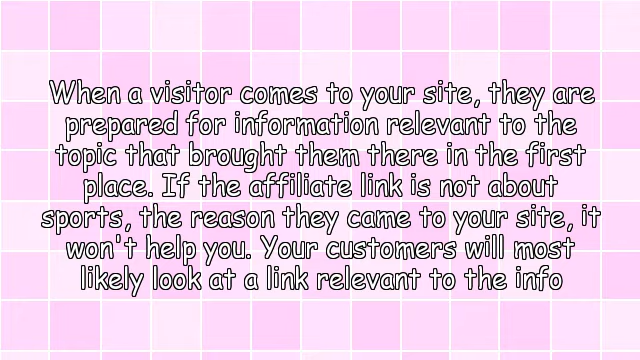 When a visitor comes to your site, they are
prepared for information relevant to the
topic that brought them there in the first
place. If the affiliate link is not about
sports, the reason they came to your site, it
won't help you. Your customers will most
likely look at a link relevant to the info